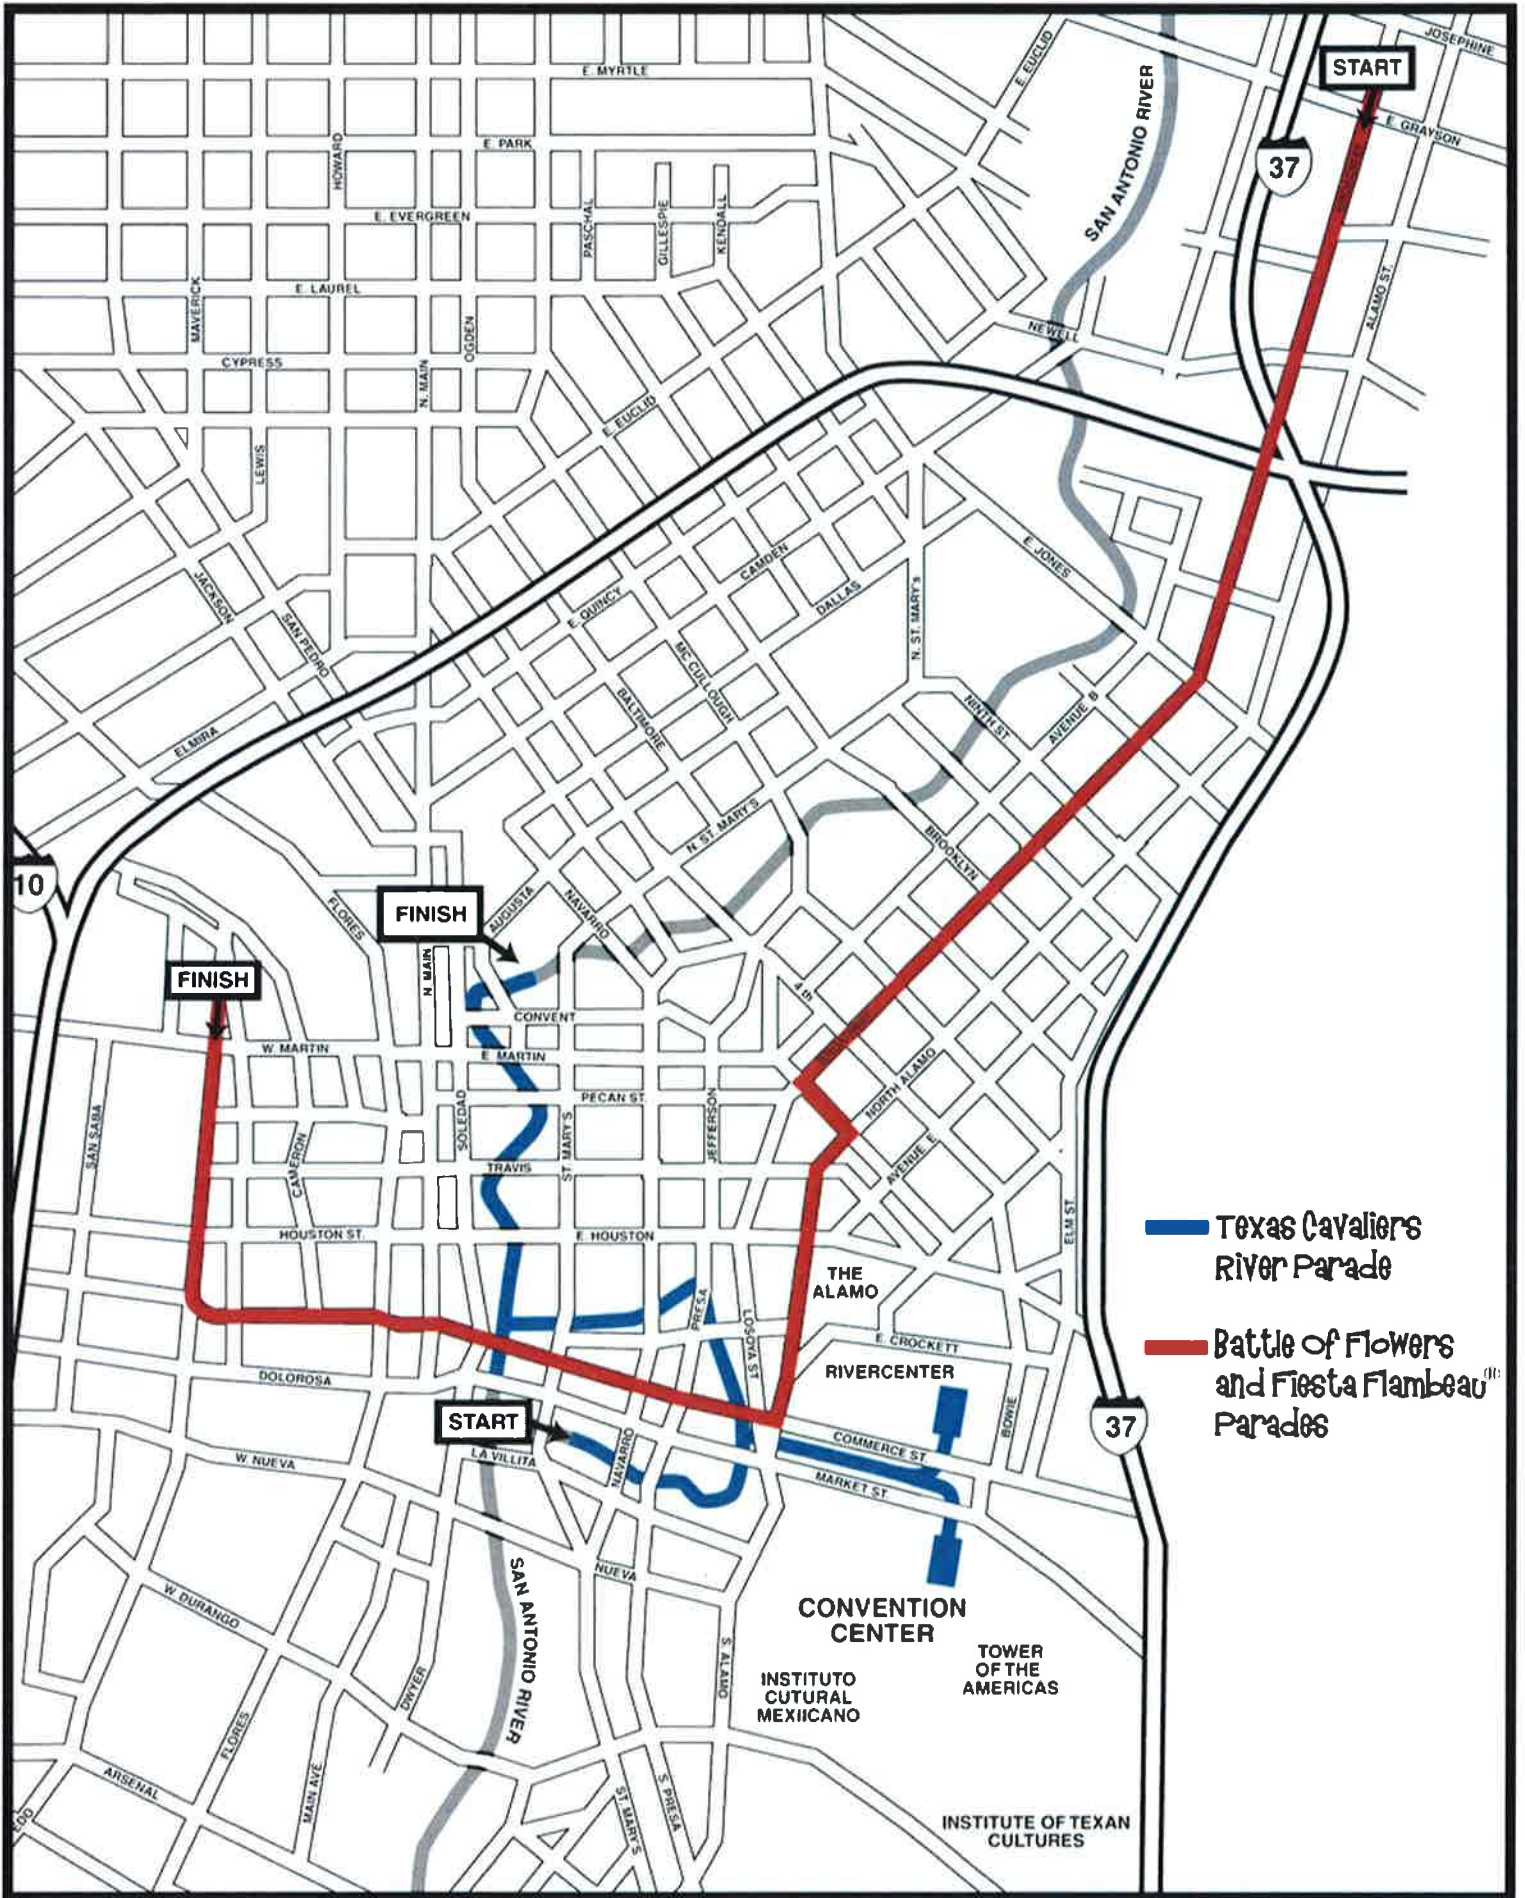 JOSEPHINE
START
E. MYRTLE
E. EUCLID
SAN ANTONIO RIVER
E. GRAYSON
HOWARD
E. PARK
37
E. EVERGREEN
PASCHAL
GILLESPIE
KENDALL
E. LAUREL
MAVERICK
OGDEN
ALAMO ST.
NEWELL
CYPRESS
N. MAIN
E. EUCLID
LEWIS
E. JONES
CAMDEN
JACKSON
SAN PEDRO
E. QUINCY
DALLAS
N. ST. MARY's
MC CULLOUGH
BALTIMORE
NINTH ST
AVENUE B
ELMIRA
N. ST. MARY'S
BROOKLYN
10
FLORES
FINISH
AUGUSTA
NAVARRO
N. MAIN
FINISH
4 th
CONVENT
W. MARTIN
E. MARTIN
NORTH ALAMO
PECAN ST.
SAN SABA
CAMERON
SOLEDAD
ST. MARY'S
JEFFERSON
TRAVIS
AVENUE E
HOUSTON ST.
E. HOUSTON
ELM ST
Texas Cavaliers
River Parade
THE
ALAMO
PRESA
LOSOYA ST
E. CROCKETT
RIVERCENTER
Battle of Flowers
and Fiesta Flambeau®
Parades
DOLOROSA
START
BOWIE
37
COMMERCE ST.
W. NUEVA
LA VILLITA
NAVARRO
MARKET ST.
NUEVA
SAN ANTONIO RIVER
W. DURANGO
CONVENTION
CENTER
TOWER
OF THE
AMERICAS
INSTITUTO
CUTURAL
MEXIICANO
S. ALAMO
DWYER
FLORES
MAIN AVE
ARSENAL
EDO
ST. MARY'S
S. PRESA
INSTITUTE OF TEXAN
CULTURES